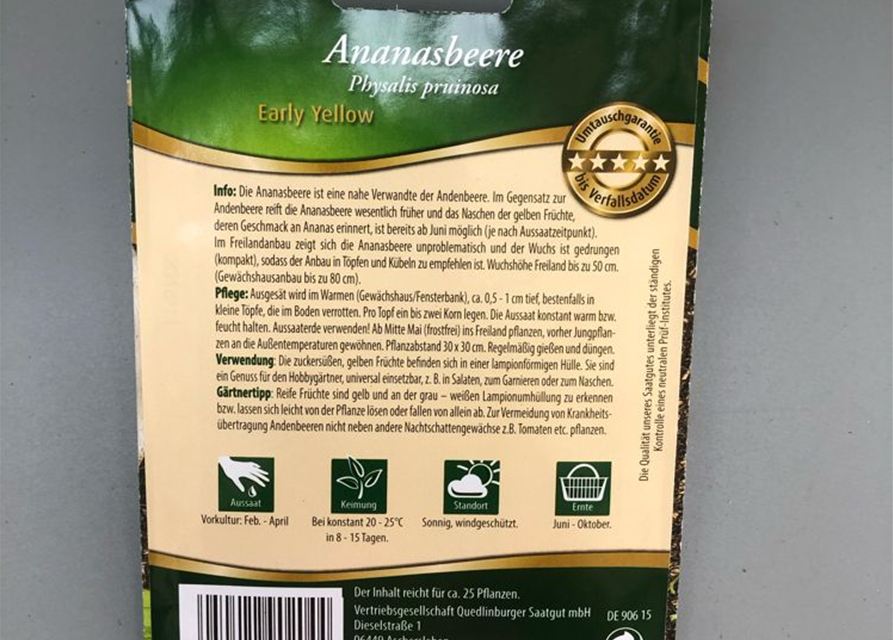 Ananasbeere
Physalis pruinosa
Early Yellow
Umtauschgarantie
bis Verfallsdatum
Info: Die Ananasbeere ist eine nahe Verwandte der Andenbeere. Im Gegensatz zur
Andenbeere reift die Ananasbeere wesentlich früher und das Naschen der gelben Früchte,
deren Geschmack an Ananas erinnert, ist bereits ab Juni möglich (je nach Aussaatzeitpunkt).
Im Freilandanbau zeigt sich die Ananasbeere unproblematisch und der Wuchs ist gedrungen
(kompakt), sodass der Anbau in Töpfen und Kübeln zu empfehlen ist. Wuchshöhe Freiland bis zu 50 cm.
(Gewächshausanbau bis zu 80 cm).
Pflege: Ausgesät wird im Warmen (Gewächshaus/Fensterbank), ca. 0,5 - 1 cm tief, bestenfalls in
kleine Töpfe, die im Boden verrotten. Pro Topf ein bis zwei Korn legen. Die Aussaat konstant warm bzw.
feucht halten. Aussaaterde verwenden! Ab Mitte Mai (frostfrei) ins Freiland pflanzen, vorher Jungpflan-
zen an die Außentemperaturen gewöhnen. Pflanzabstand 30 x 30 cm. Regelmäßig gießen und düngen.
Verwendung: Die zuckersüßen, gelben Früchte befinden sich in einer lampionförmigen Hülle. Sie sind
ein Genuss für den Hobbygärtner, universal einsetzbar, z. B. in Salaten, zum Garnieren oder zum Naschen.
Gärtnertipp: Reife Früchte sind gelb und an der grau – weißen Lampionumhüllung zu erkennen
bzw. lassen sich leicht von der Pflanze lösen oder fallen von allein ab. Zur Vermeidung von Krankheits-
übertragung Andenbeeren nicht neben andere Nachtschattengewächse z.B. Tomaten etc. pflanzen.
Die Qualität unseres Saatgutes unterliegt der ständigen
Kontrolle eines neutralen Prüf-Institutes.
Aussaat
Vorkultur: Feb. - April
Keimung
Bei konstant 20 - 25°C
in 8 - 15 Tagen.
Standort
Sonnig, windgeschützt.
Ernte
Juni - Oktober.
Der Inhalt reicht für ca. 25 Pflanzen.
Vertriebsgesellschaft Quedlinburger Saatgut mbH
Dieselstraße 1
06449 Aschersleben
DE 906 15